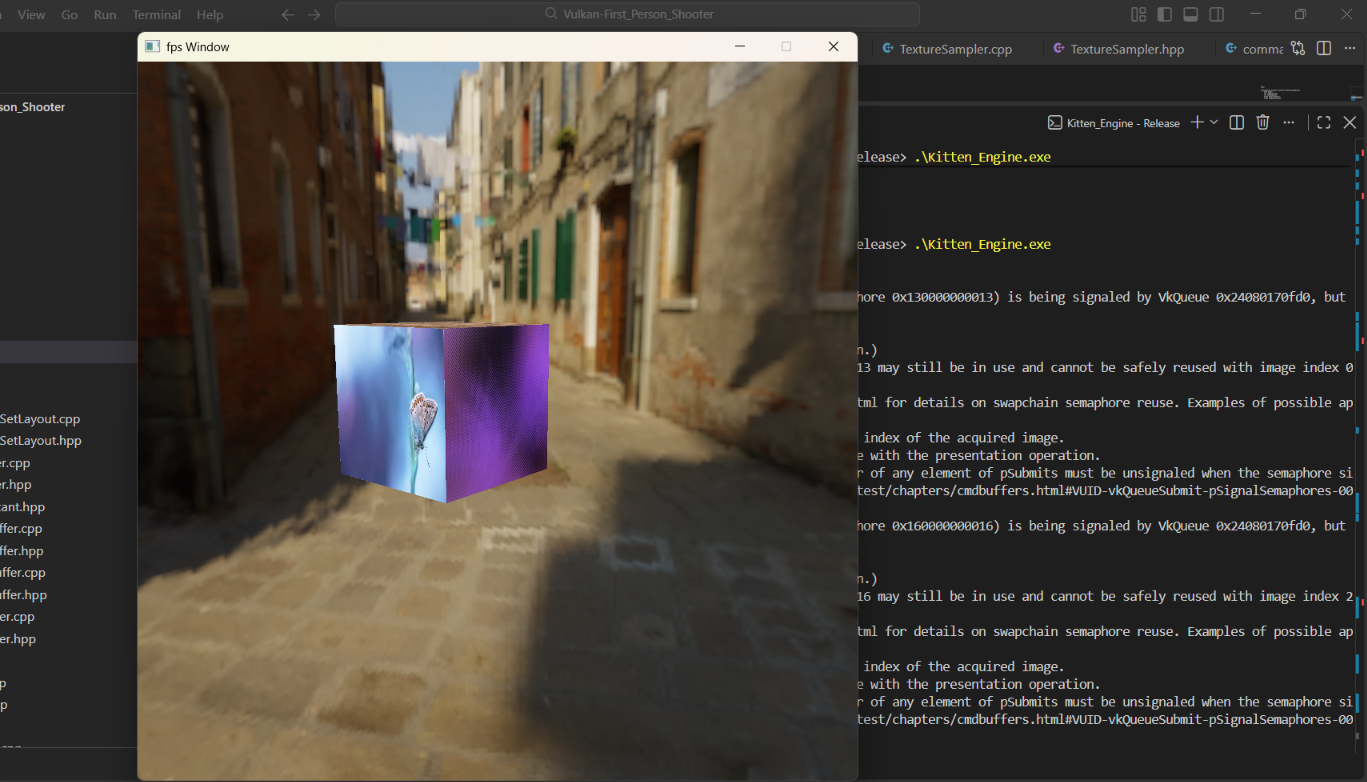 View Go Run Terminal Help
Vulkan-First_Person_Shooter
fps Window
TextureSampler.cpp
TextureSampler.hpp
comma
son_Shooter
Kitten_Engine - Release
elease> .\Kitten_Engine.exe
elease> .\Kitten_Engine.exe
hore 0x130000000013) is being signaled by VkQueue 0x24080170fd0, but
n.)
13 may still be in use and cannot be safely reused with image index 0
tml for details on swapchain semaphore reuse. Examples of possible ap
index of the acquired image.
e with the presentation operation.
r of any element of pSubmits must be unsignaled when the semaphore si
test/chapters/cmdbuffers.html#VUID-vkQueueSubmit-pSignalSemaphores-00
hore 0x160000000016) is being signaled by VkQueue 0x24080170fd0, but
n.)
16 may still be in use and cannot be safely reused with image index 2
tml for details on swapchain semaphore reuse. Examples of possible ap
index of the acquired image.
e with the presentation operation.
r of any element of pSubmits must be unsignaled when the semaphore si
test/chapters/cmdbuffers.html#VUID-vkQueueSubmit-pSignalSemaphores-00
SetLayout.cpp
SetLayout.hpp
er.cpp
er.hpp
tant.hpp
ffer.cpp
ffer.hpp
uffer.cpp
uffer.hpp
er.cpp
er.hpp
p
p